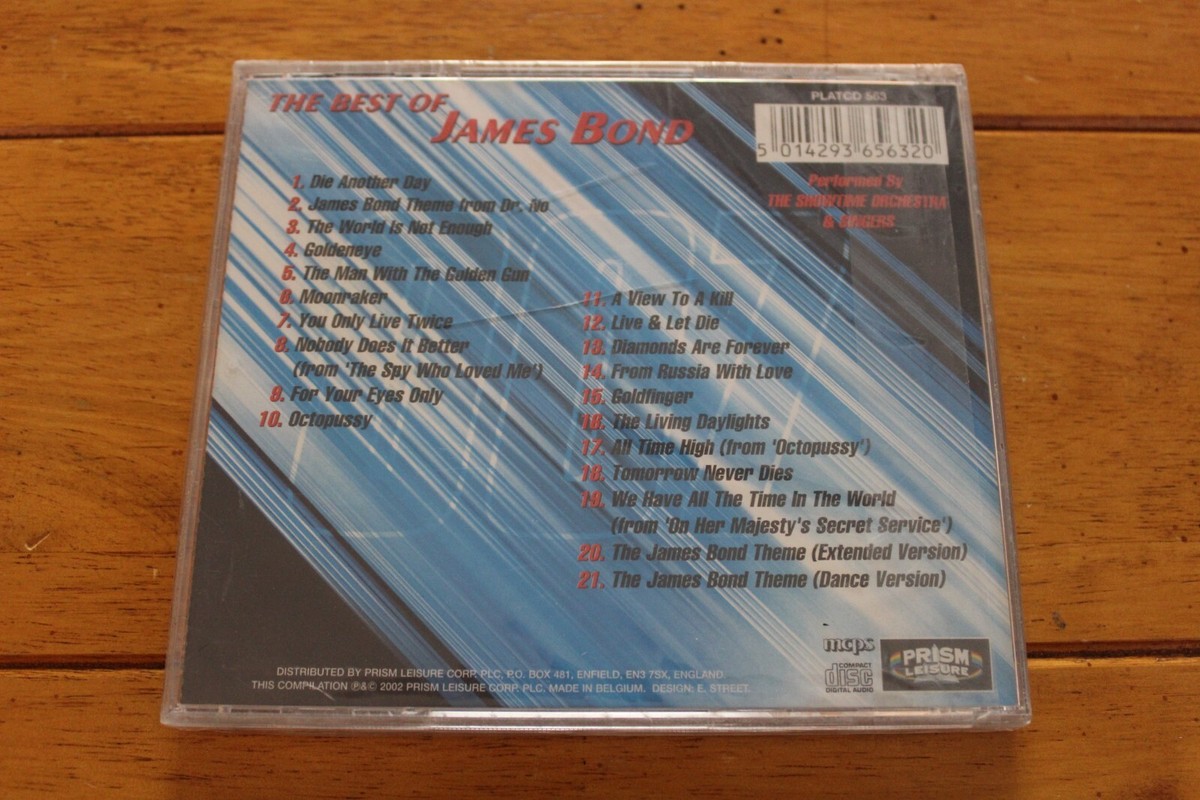 THE BEST OF
JAMES BOND
PLATCD 563
5 014293 656320
Performed By
THE SHOWTIME ORCHESTRA
& SINGERS
1. Die Another Day
2. James Bond Theme from Dr. No
3. The World Is Not Enough
4. Goldeneye
5. The Man With The Golden Gun
6. Moonraker
7. You Only Live Twice
8. Nobody Does It Better
(from 'The Spy Who Loved Me')
9. For Your Eyes Only
10. Octopussy
11. A View To A Kill
12. Live & Let Die
13. Diamonds Are Forever
14. From Russia With Love
15. Goldfinger
16. The Living Daylights
17. All Time High (from 'Octopussy')
18. Tomorrow Never Dies
19. We Have All The Time In The World
(from 'On Her Majesty's Secret Service')
20. The James Bond Theme (Extended Version)
21. The James Bond Theme (Dance Version)
DISTRIBUTED BY PRISM LEISURE CORP. PLC, P.O. BOX 481, ENFIELD, EN3 7SX, ENGLAND
THIS COMPILATION ℗&© 2002 PRISM LEISURE CORP. PLC. MADE IN BELGIUM. DESIGN: E. STREET.
mcps
COMPACT
disc
DIGITAL AUDIO
PRISM
LEISURE